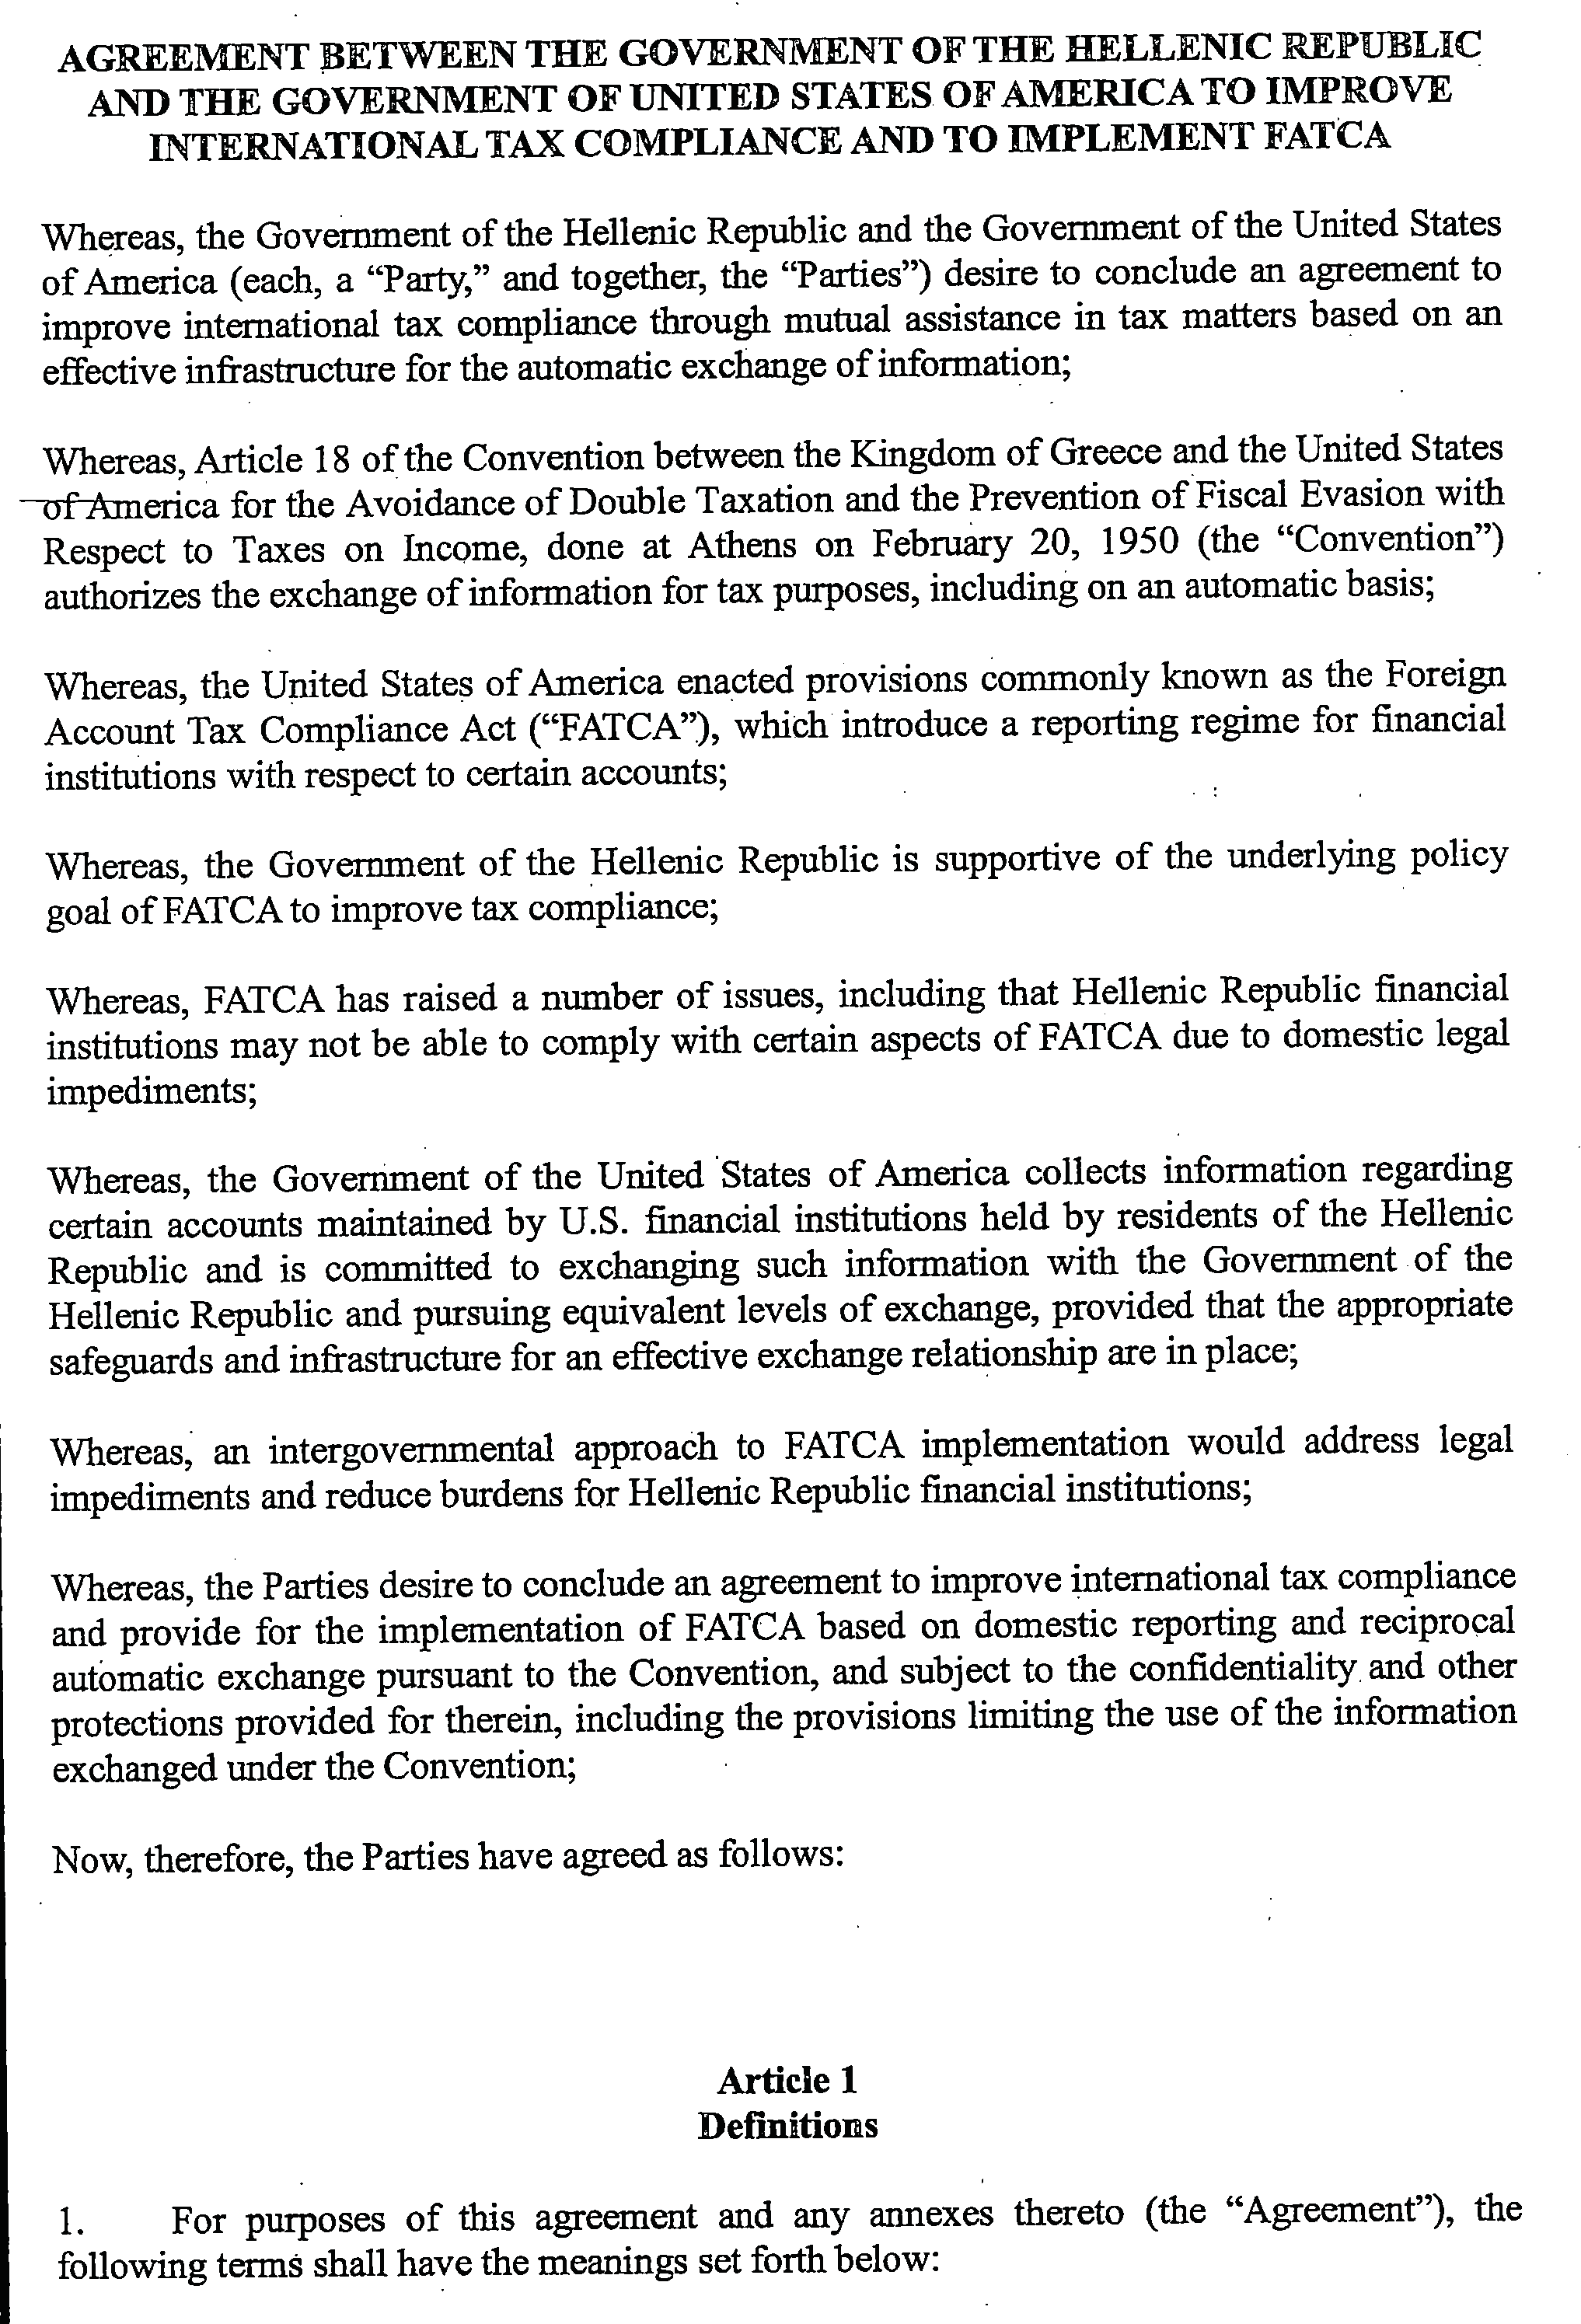 AGREEMENT BETWEEN THE GOVERNMENT OF THE HELLENIC REPUBLIC
AND THE GOVERNMENT OF UNITED STATES OF AMERICA TO IMPROVE
INTERNATIONAL TAX COMPLIANCE AND TO IMPLEMENT FATCA
Whereas, the Government of the Hellenic Republic and the Government of the United States
of America (each, a “Party,” and together, the “Parties”) desire to conclude an agreement to
improve international tax compliance through mutual assistance in tax matters based on an
effective infrastructure for the automatic exchange of information;
Whereas, Article 18 of the Convention between the Kingdom of Greece and the United States
of America for the Avoidance of Double Taxation and the Prevention of Fiscal Evasion with
Respect to Taxes on Income, done at Athens on February 20, 1950 (the “Convention”)
authorizes the exchange of information for tax purposes, including on an automatic basis;
Whereas, the United States of America enacted provisions commonly known as the Foreign
Account Tax Compliance Act (“FATCA”), which introduce a reporting regime for financial
institutions with respect to certain accounts;
Whereas, the Government of the Hellenic Republic is supportive of the underlying policy
goal of FATCA to improve tax compliance;
Whereas, FATCA has raised a number of issues, including that Hellenic Republic financial
institutions may not be able to comply with certain aspects of FATCA due to domestic legal
impediments;
Whereas, the Government of the United States of America collects information regarding
certain accounts maintained by U.S. financial institutions held by residents of the Hellenic
Republic and is committed to exchanging such information with the Government of the
Hellenic Republic and pursuing equivalent levels of exchange, provided that the appropriate
safeguards and infrastructure for an effective exchange relationship are in place;
Whereas, an intergovernmental approach to FATCA implementation would address legal
impediments and reduce burdens for Hellenic Republic financial institutions;
Whereas, the Parties desire to conclude an agreement to improve international tax compliance
and provide for the implementation of FATCA based on domestic reporting and reciprocal
automatic exchange pursuant to the Convention, and subject to the confidentiality and other
protections provided for therein, including the provisions limiting the use of the information
exchanged under the Convention;
Now, therefore, the Parties have agreed as follows:
Article 1
Definitions
1. For purposes of this agreement and any annexes thereto (the “Agreement”), the
following terms shall have the meanings set forth below: